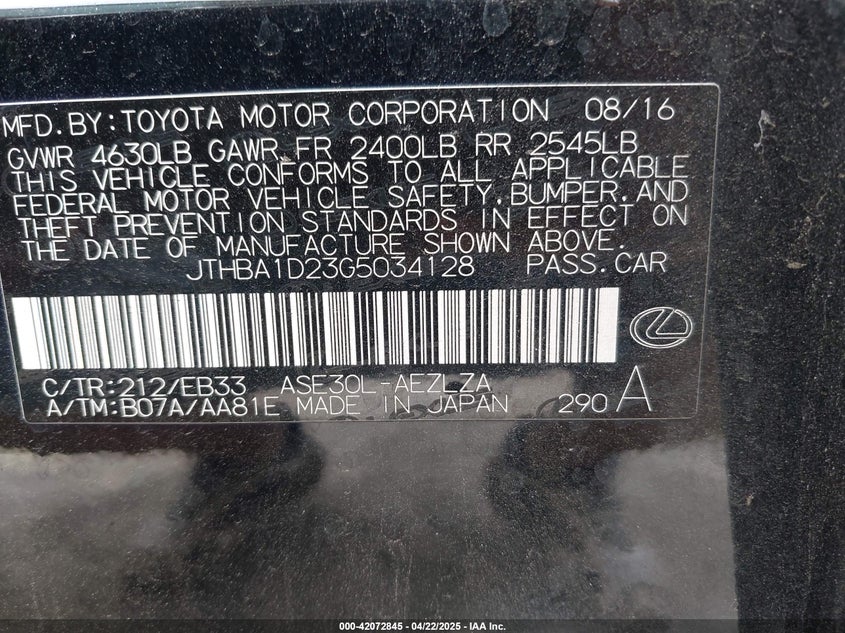 MFD.BY:TOYOTA MOTOR CORPORATION 08/16
GVWR 4630LB GAWR FR 2400LB RR 2545LB
THIS VEHICLE CONFORMS TO ALL APPLICABLE
FEDERAL MOTOR VEHICLE SAFETY,BUMPER,AND
THEFT PREVENTION STANDARDS IN EFFECT ON
THE DATE OF MANUFACTURE SHOWN ABOVE.
JTHBA1D23G5034128 PASS.CAR
C/TR:212/EB33 ASE30L-AEZLZA
A/TM:B07A/AA81E MADE IN JAPAN 290 A
000-42072845 - 04/22/2025 - IAA Inc.